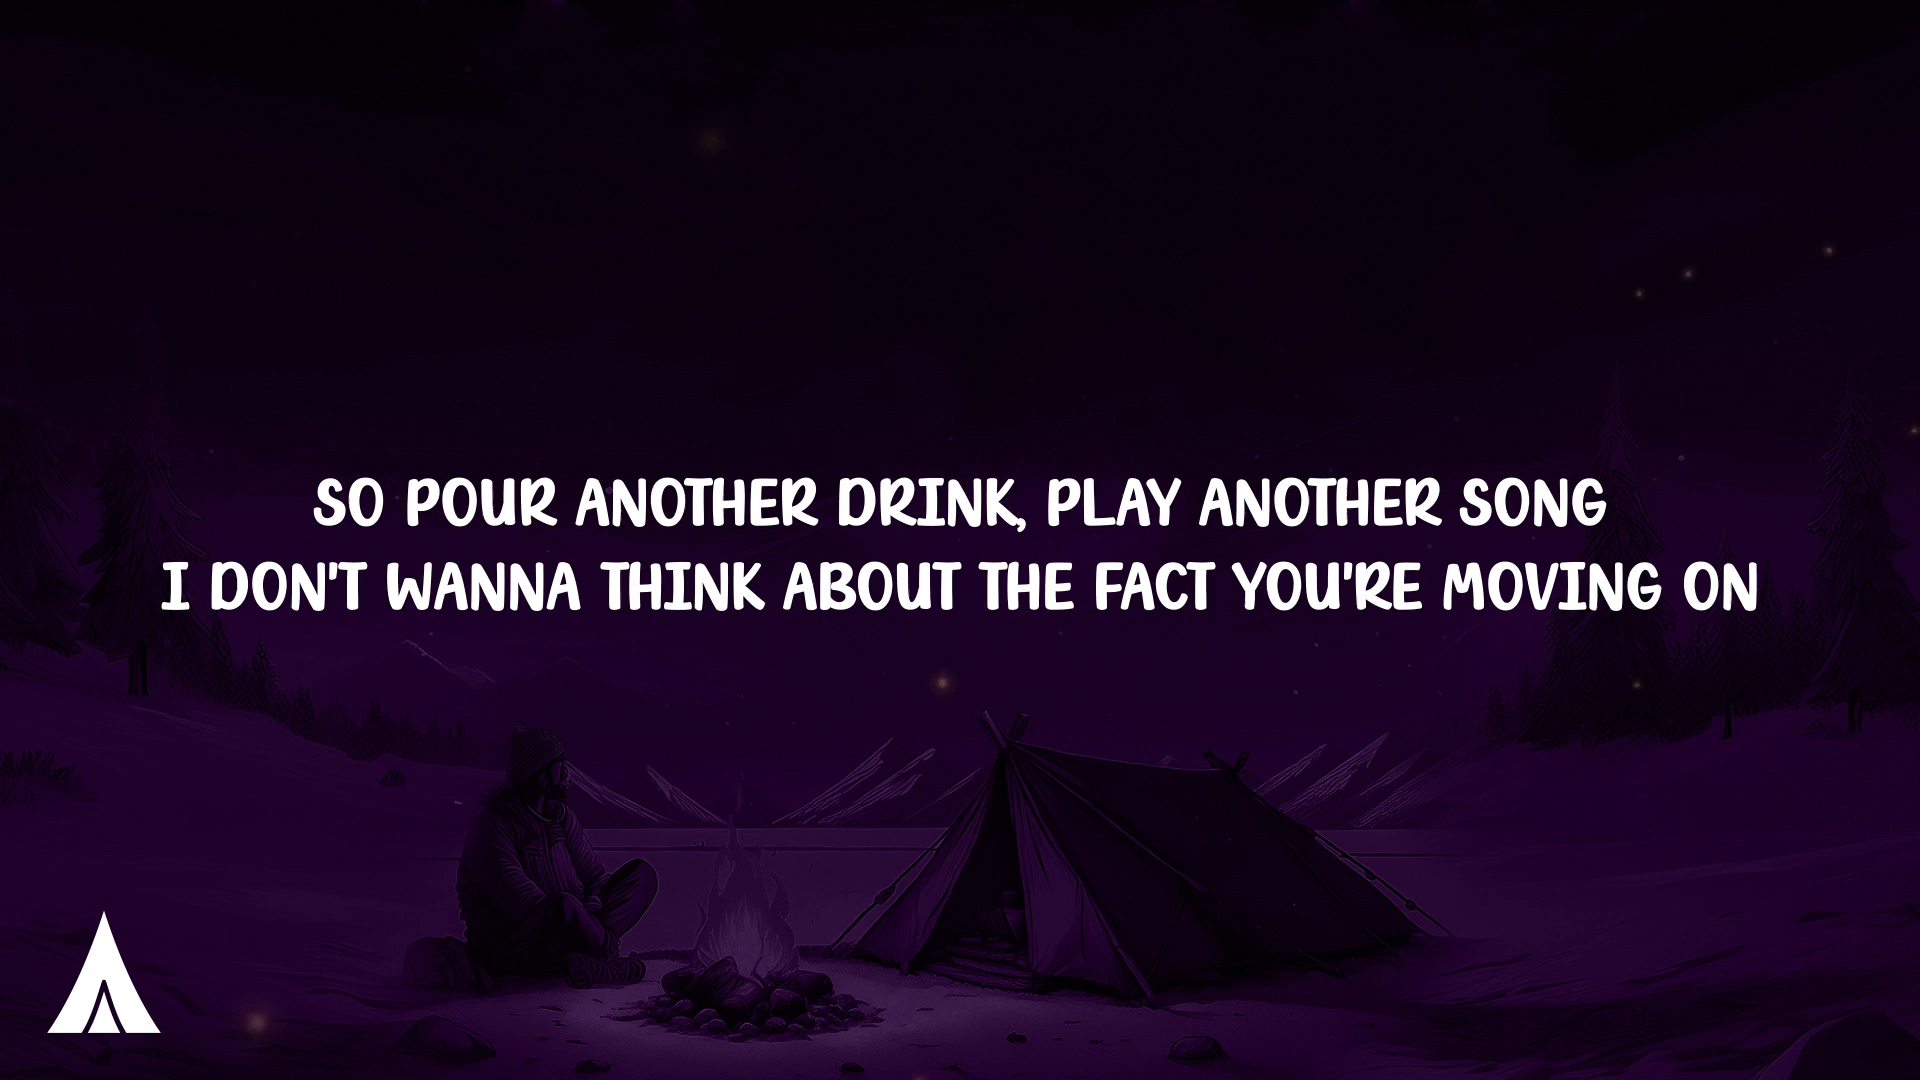 SO POUR ANOTHER DRINK, PLAY ANOTHER SONG
I DON'T WANNA THINK ABOUT THE FACT YOU'RE MOVING ON